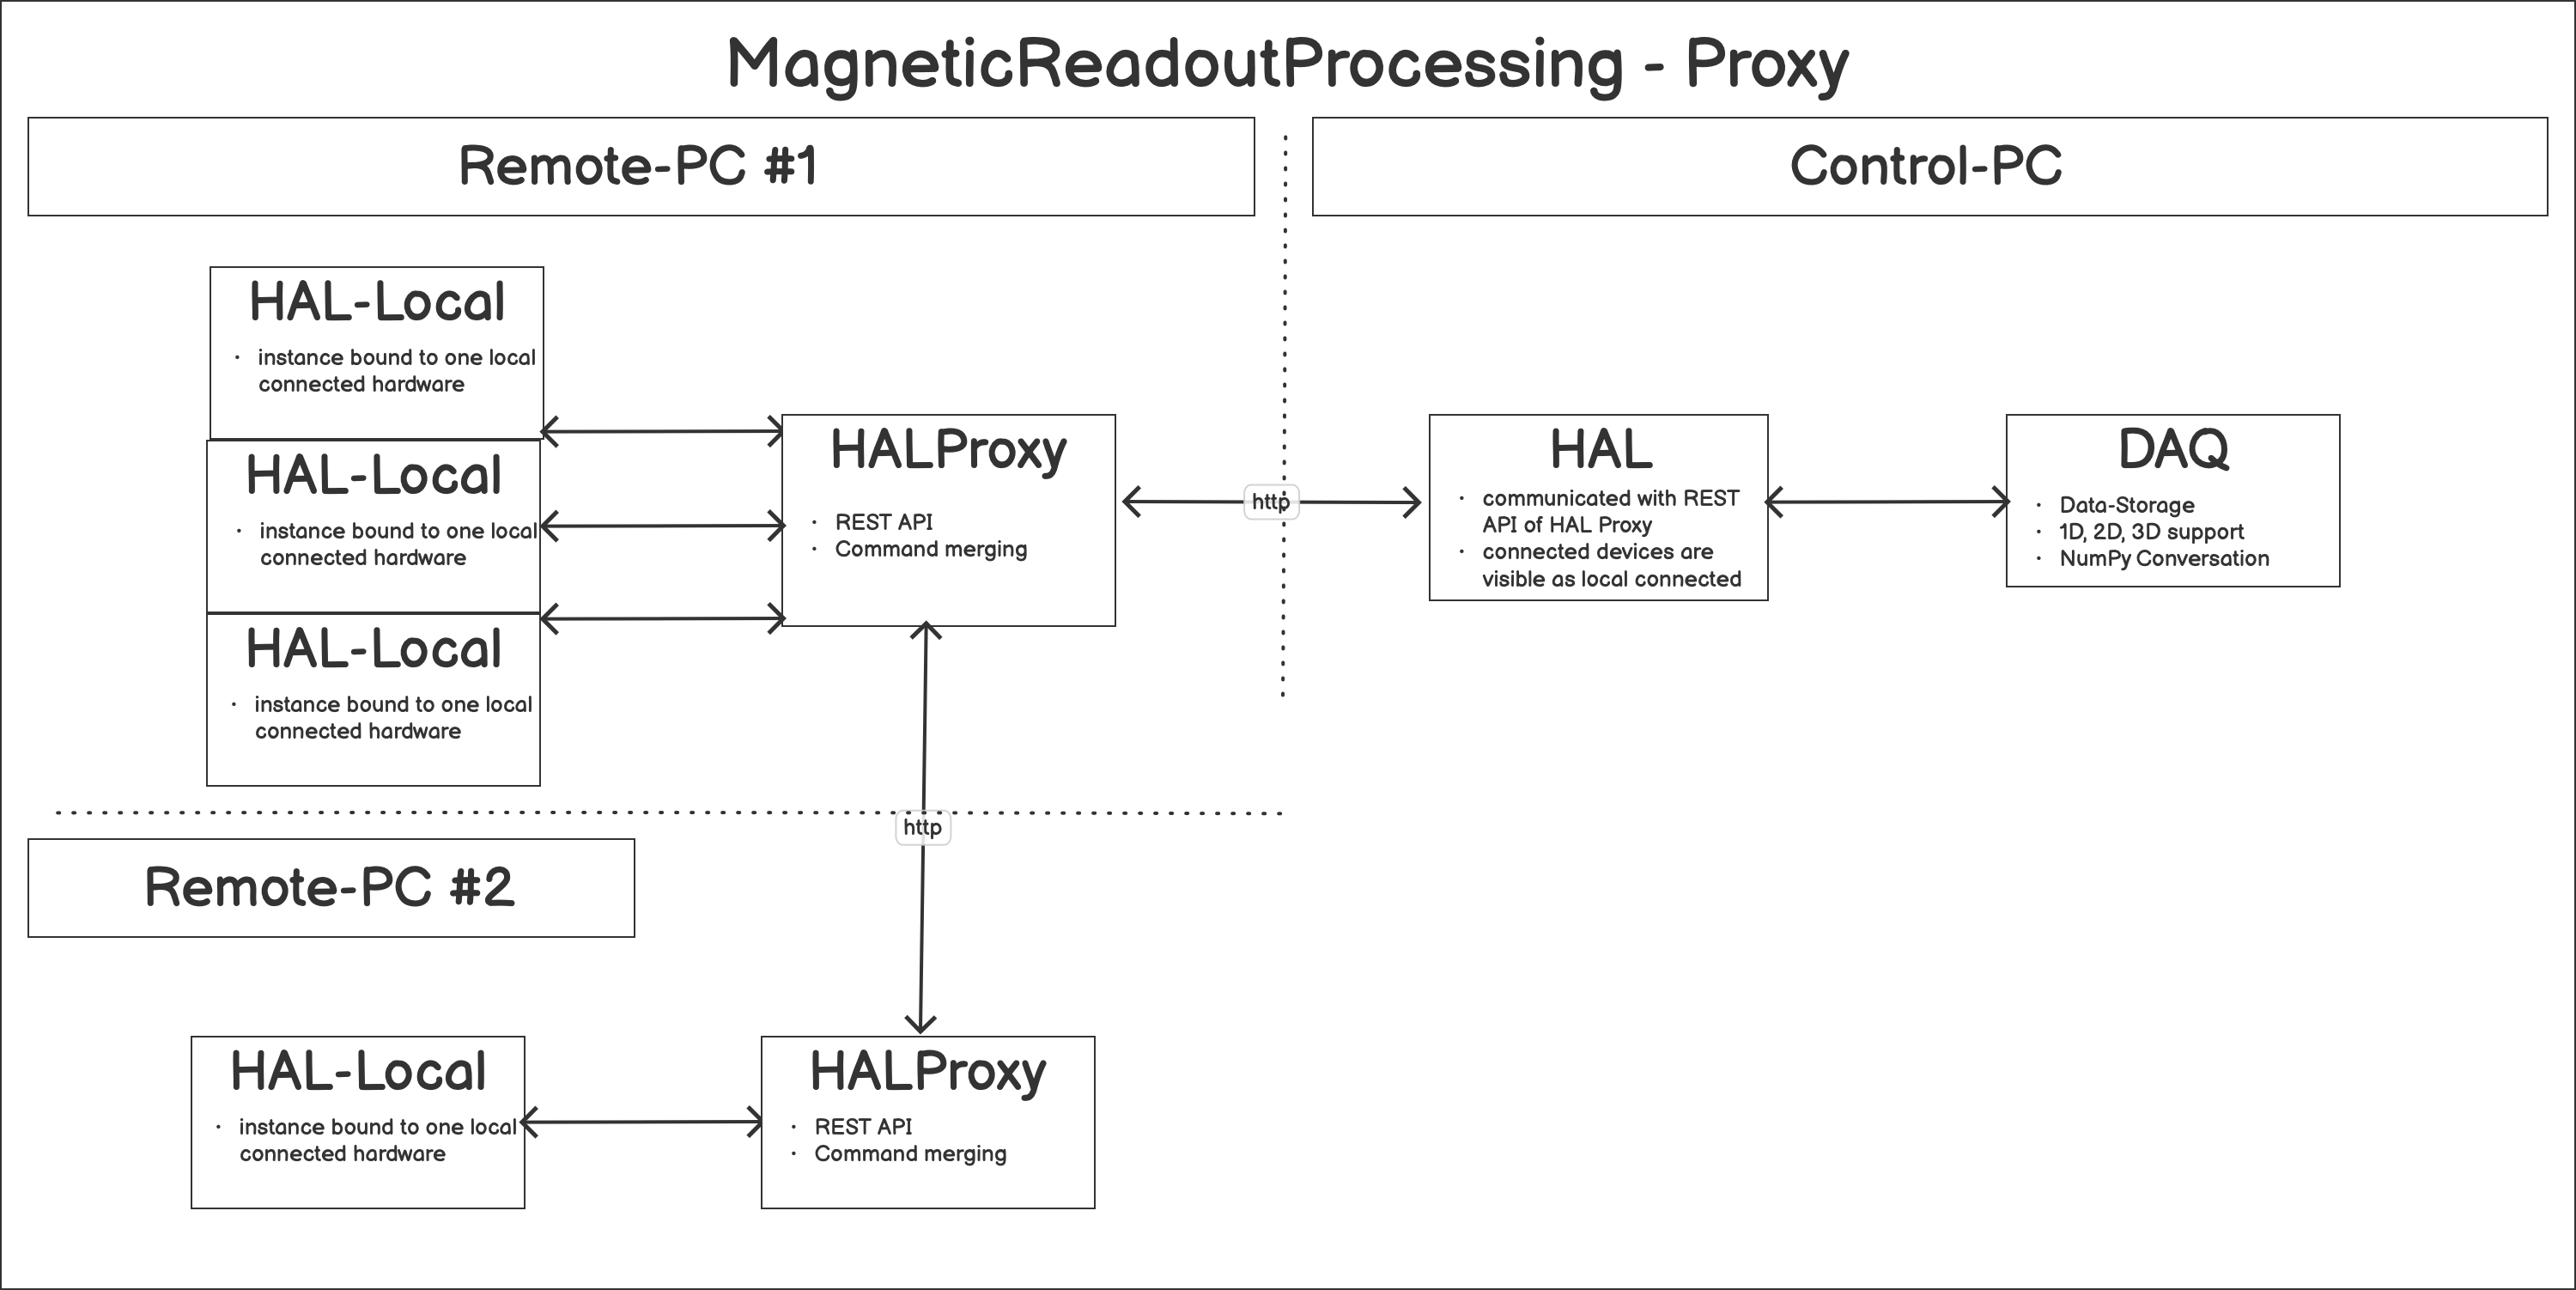 MagneticReadoutProcessing - Proxy
Remote-PC #1
Control-PC
HAL-Local
· instance bound to one local
connected hardware
HAL-Local
· instance bound to one local
connected hardware
HAL-Local
· instance bound to one local
connected hardware
HALProxy
· REST API
· Command merging
http
HAL
· communicated with REST
API of HAL Proxy
· connected devices are
visible as local connected
DAQ
· Data-Storage
· 1D, 2D, 3D support
· NumPy Conversation
http
Remote-PC #2
HAL-Local
· instance bound to one local
connected hardware
HALProxy
· REST API
· Command merging